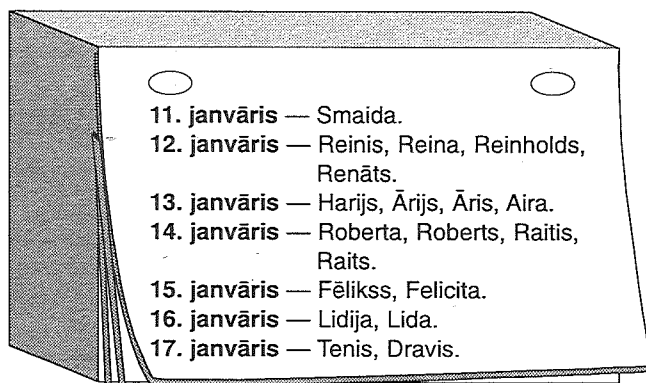 11. janvāris — Smaida.
12. janvāris — Reinis, Reina, Reinholds,
Renāts.
13. janvāris — Harijs, Ārijs, Āris, Aira.
14. janvāris — Roberta, Roberts, Raitis,
Raits.
15. janvāris — Fēlikss, Felicita.
16. janvāris — Lidija, Lida.
17. janvāris — Tenis, Dravis.